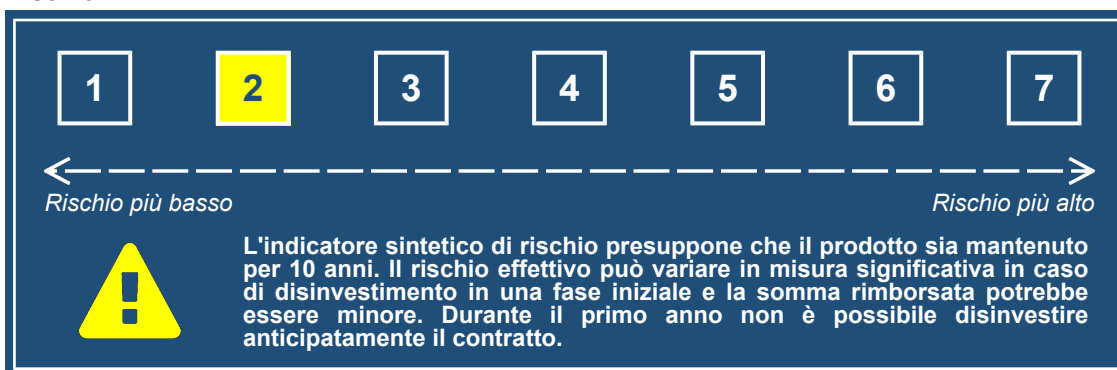 1 2 3 4 5 6 7
Rischio più basso Rischio più alto
L'indicatore sintetico di rischio presuppone che il prodotto sia mantenuto
per 10 anni. Il rischio effettivo può variare in misura significativa in caso
di disinvestimento in una fase iniziale e la somma rimborsata potrebbe
essere minore. Durante il primo anno non è possibile disinvestire
anticipatamente il contratto.